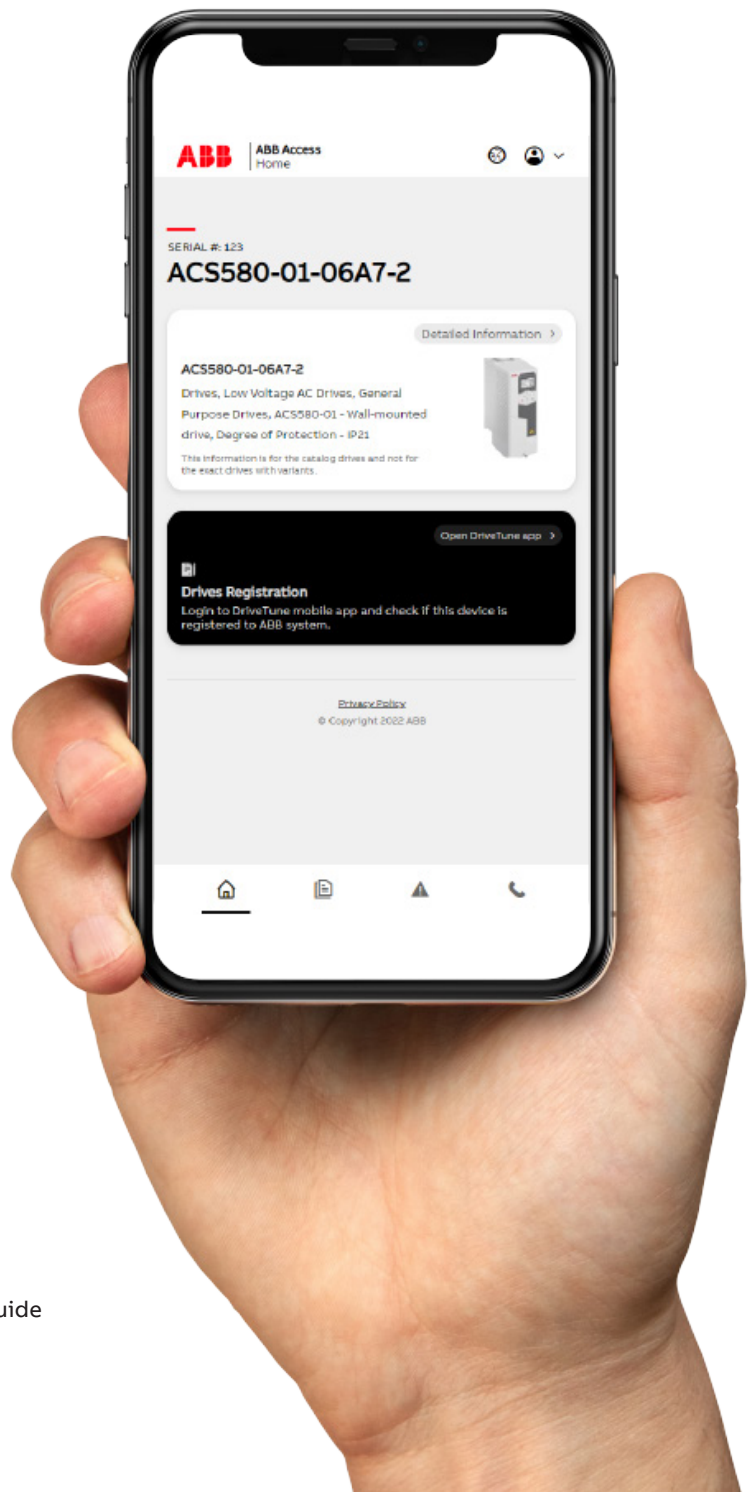 ABB
ABB Access
Home
SERIAL #: 123
ACS580-01-06A7-2
Detailed Information >
ACS580-01-06A7-2
Drives, Low Voltage AC Drives, General
Purpose Drives, ACS580-01 - Wall-mounted
drive, Degree of Protection - IP21
This information is for the catalog drives and not for
the exact drives with variants.
Open DriveTune app >
Drives Registration
Login to DriveTune mobile app and check if this device is
registered to ABB system.
Privacy Policy
© Copyright 2022 ABB
uide